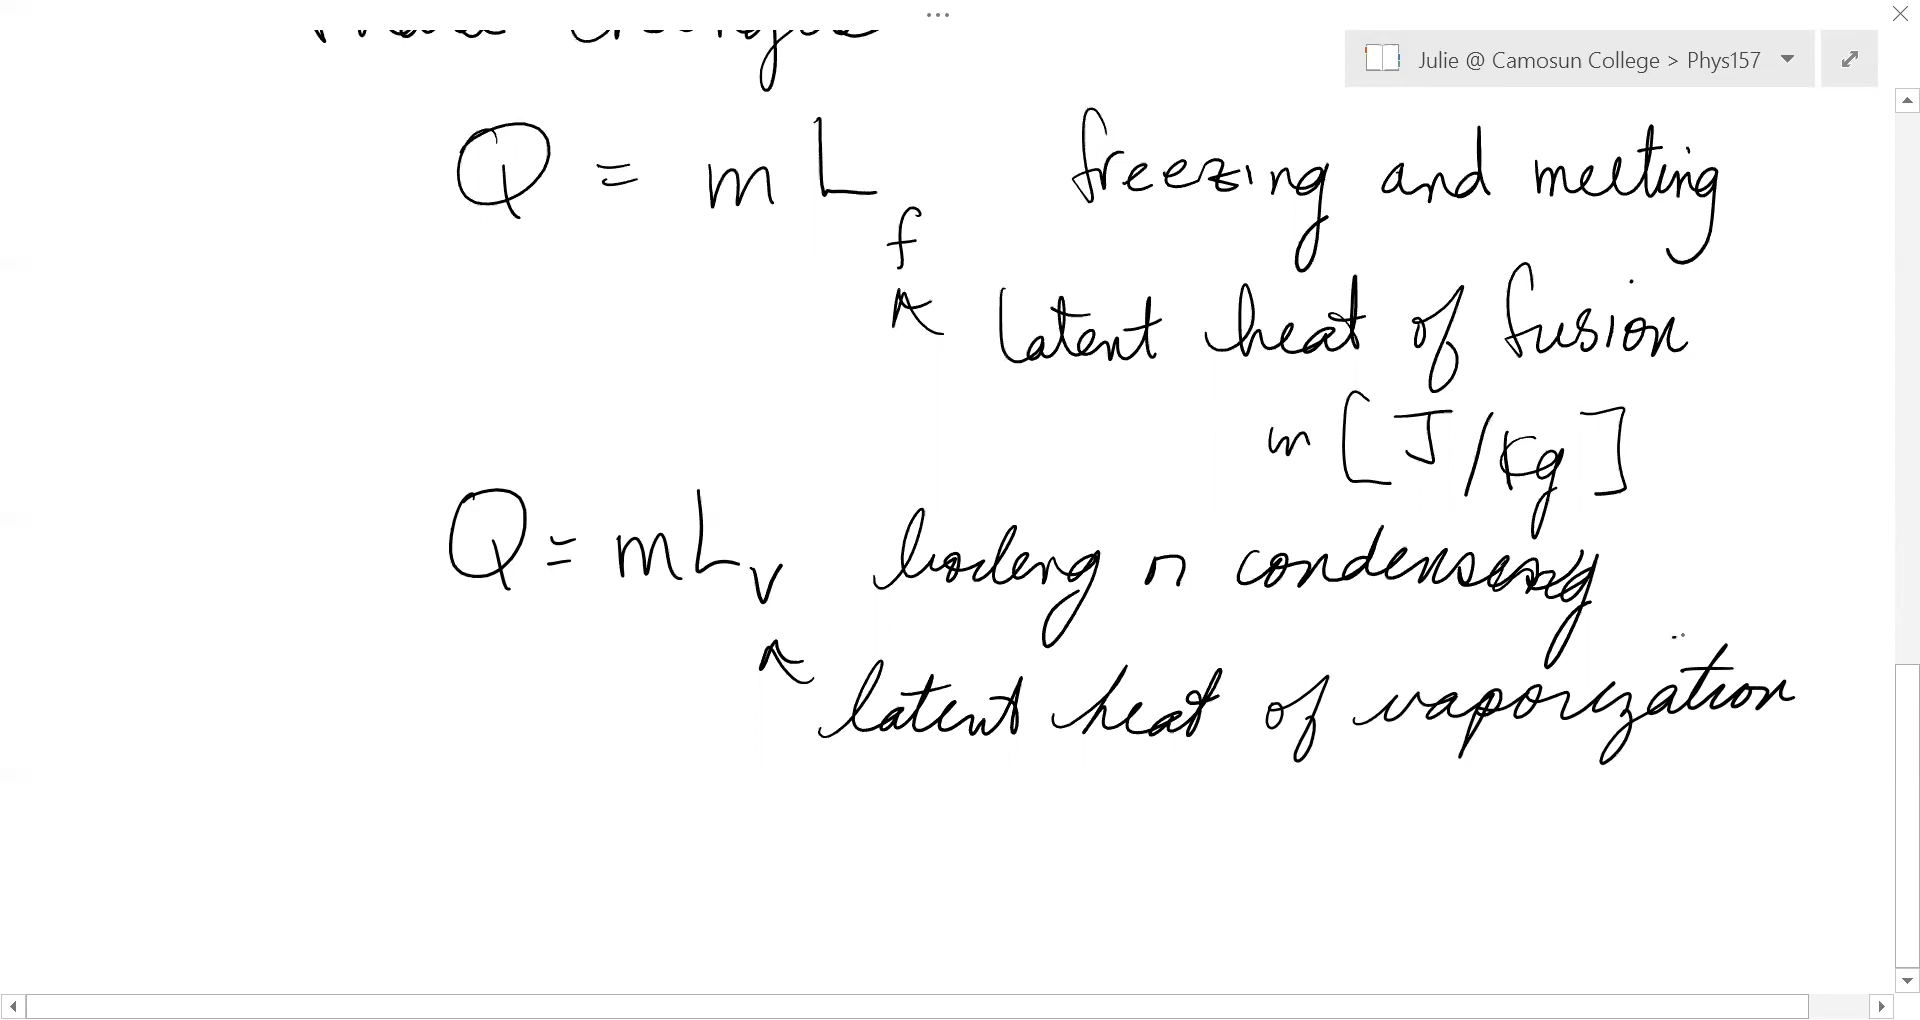 Julie @ Camosun College > Phys157
Q = m L_f freezing and melting
latent heat of fusion
in [J/kg]
Q = mL_v boiling or condensing
latent heat of vaporization